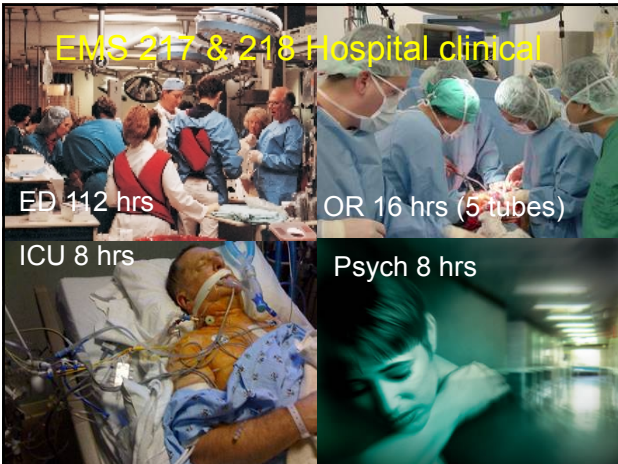 EMS 217 & 218 Hospital clinical
ED 112 hrs
OR 16 hrs (5 tubes)
ICU 8 hrs
Psych 8 hrs